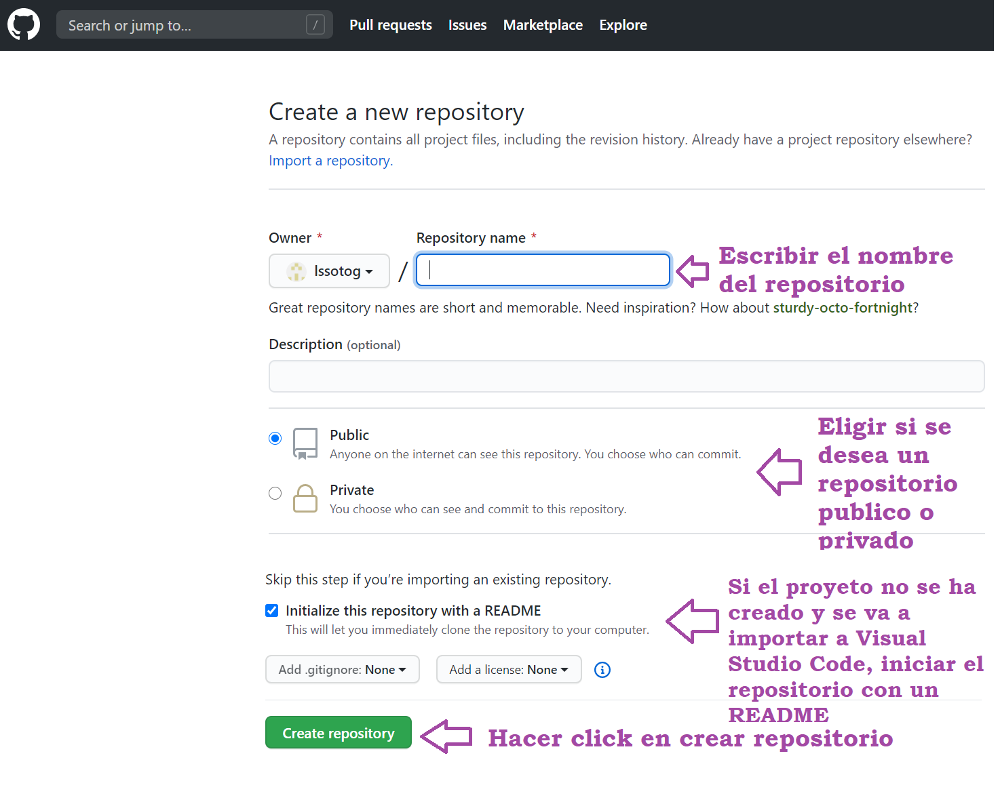 Search or jump to... /
Pull requests Issues Marketplace Explore
Create a new repository
A repository contains all project files, including the revision history. Already have a project repository elsewhere?
Import a repository.
Owner * Repository name *
Issotog /
Escribir el nombre
del repositorio
Great repository names are short and memorable. Need inspiration? How about sturdy-octo-fortnight?
Description (optional)
Public
Anyone on the internet can see this repository. You choose who can commit.
Private
You choose who can see and commit to this repository.
Eligir si se
desea un
repositorio
publico o
privado
Skip this step if you're importing an existing repository.
Initialize this repository with a README
This will let you immediately clone the repository to your computer.
Si el proyeto no se ha
creado y se va a
importar a Visual
Studio Code, iniciar el
repositorio con un
README
Add .gitignore: None Add a license: None
Create repository
Hacer click en crear repositorio